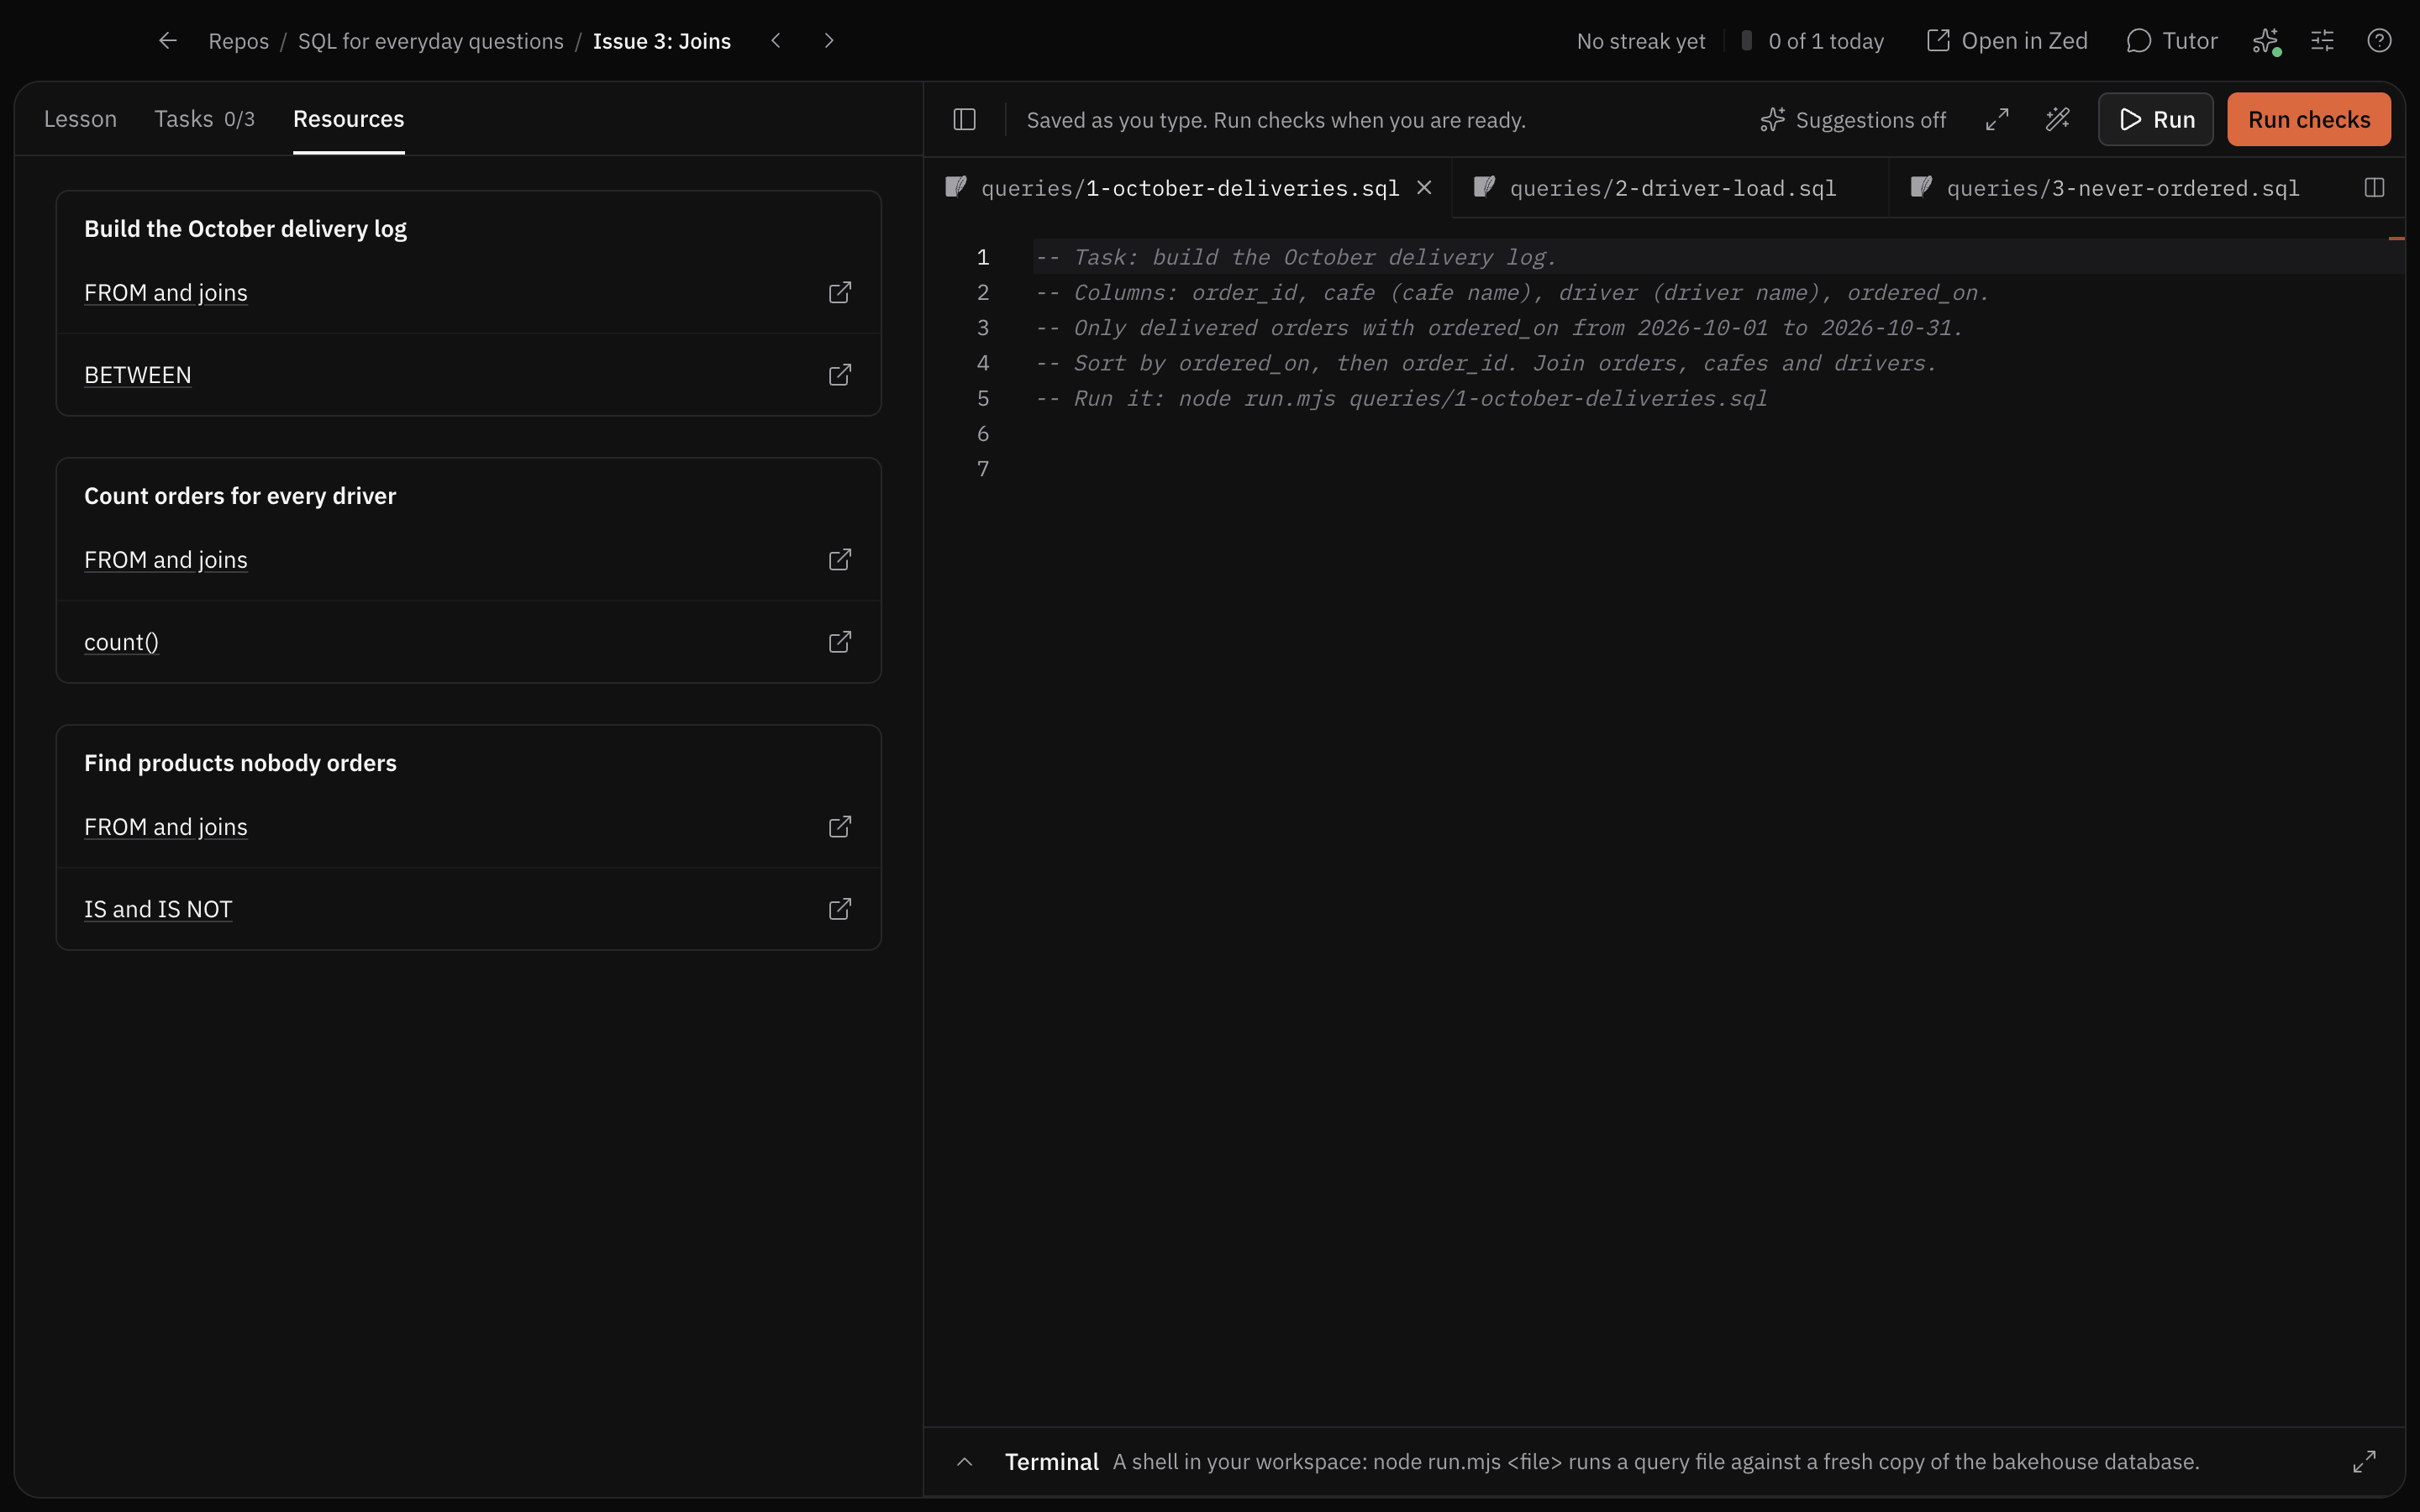 Repos / SQL for everyday questions / Issue 3: Joins
No streak yet
0 of 1 today
Open in Zed
Tutor
Lesson
Tasks 0/3
Resources
Build the October delivery log
FROM and joins
BETWEEN
Count orders for every driver
FROM and joins
count()
Find products nobody orders
FROM and joins
IS and IS NOT
Saved as you type. Run checks when you are ready.
Suggestions off
Run
Run checks
queries/1-october-deliveries.sql
queries/2-driver-load.sql
queries/3-never-ordered.sql
1 -- Task: build the October delivery log.
2 -- Columns: order_id, cafe (cafe name), driver (driver name), ordered_on.
3 -- Only delivered orders with ordered_on from 2026-10-01 to 2026-10-31.
4 -- Sort by ordered_on, then order_id. Join orders, cafes and drivers.
5 -- Run it: node run.mjs queries/1-october-deliveries.sql
6
7
Terminal A shell in your workspace: node run.mjs <file> runs a query file against a fresh copy of the bakehouse database.